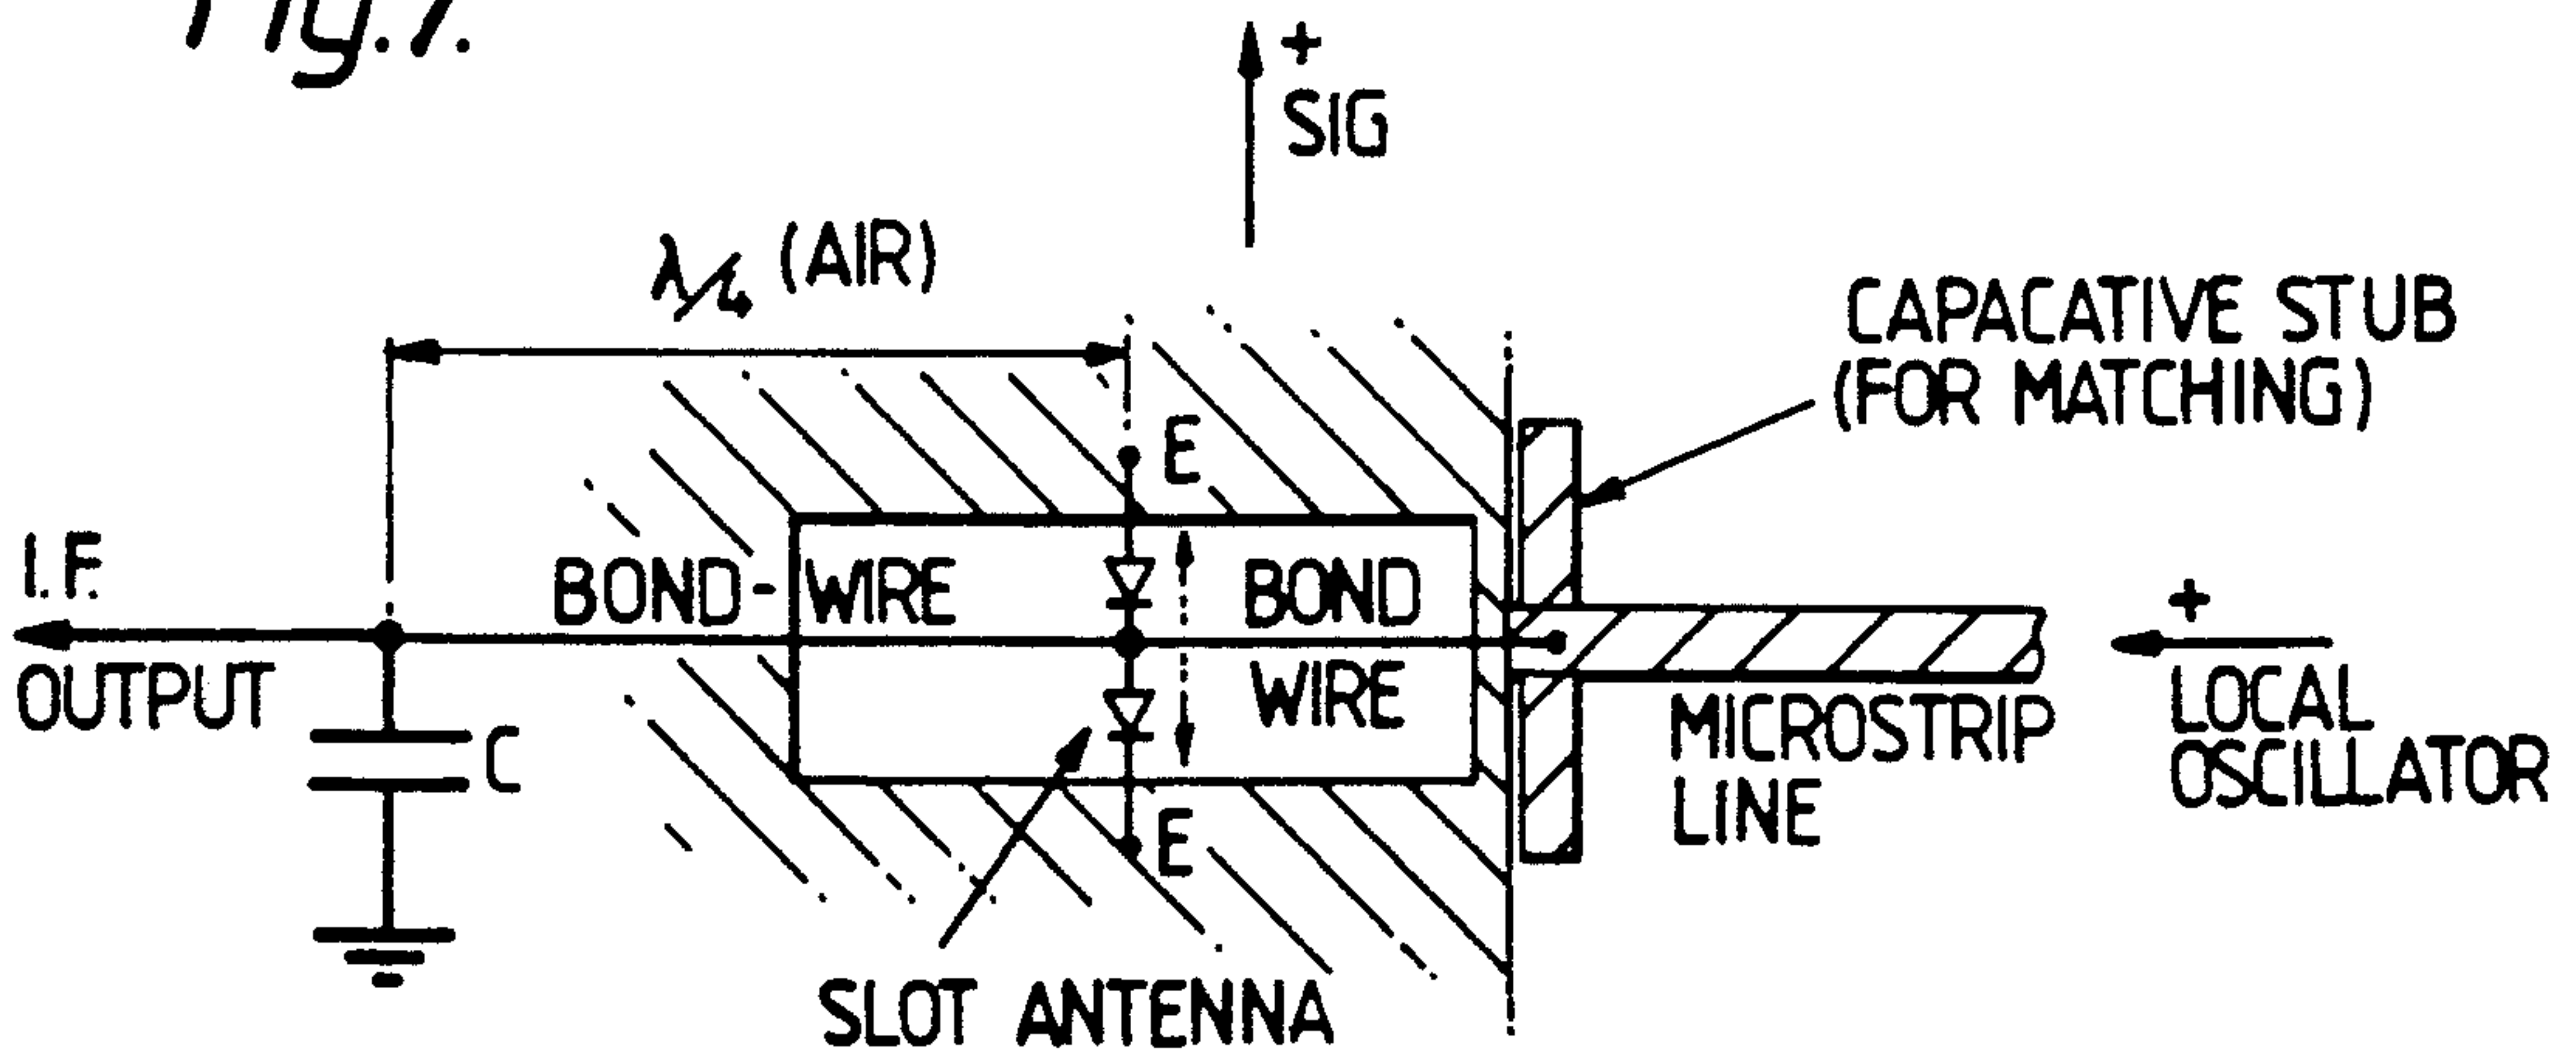 Fig.7.
+
SIG
λ/4 (AIR)
CAPACATIVE STUB
(FOR MATCHING)
E
I.F.
OUTPUT
BOND-WIRE
BOND
WIRE
+
LOCAL
OSCILLATOR
MICROSTRIP
LINE
C
E
SLOT ANTENNA